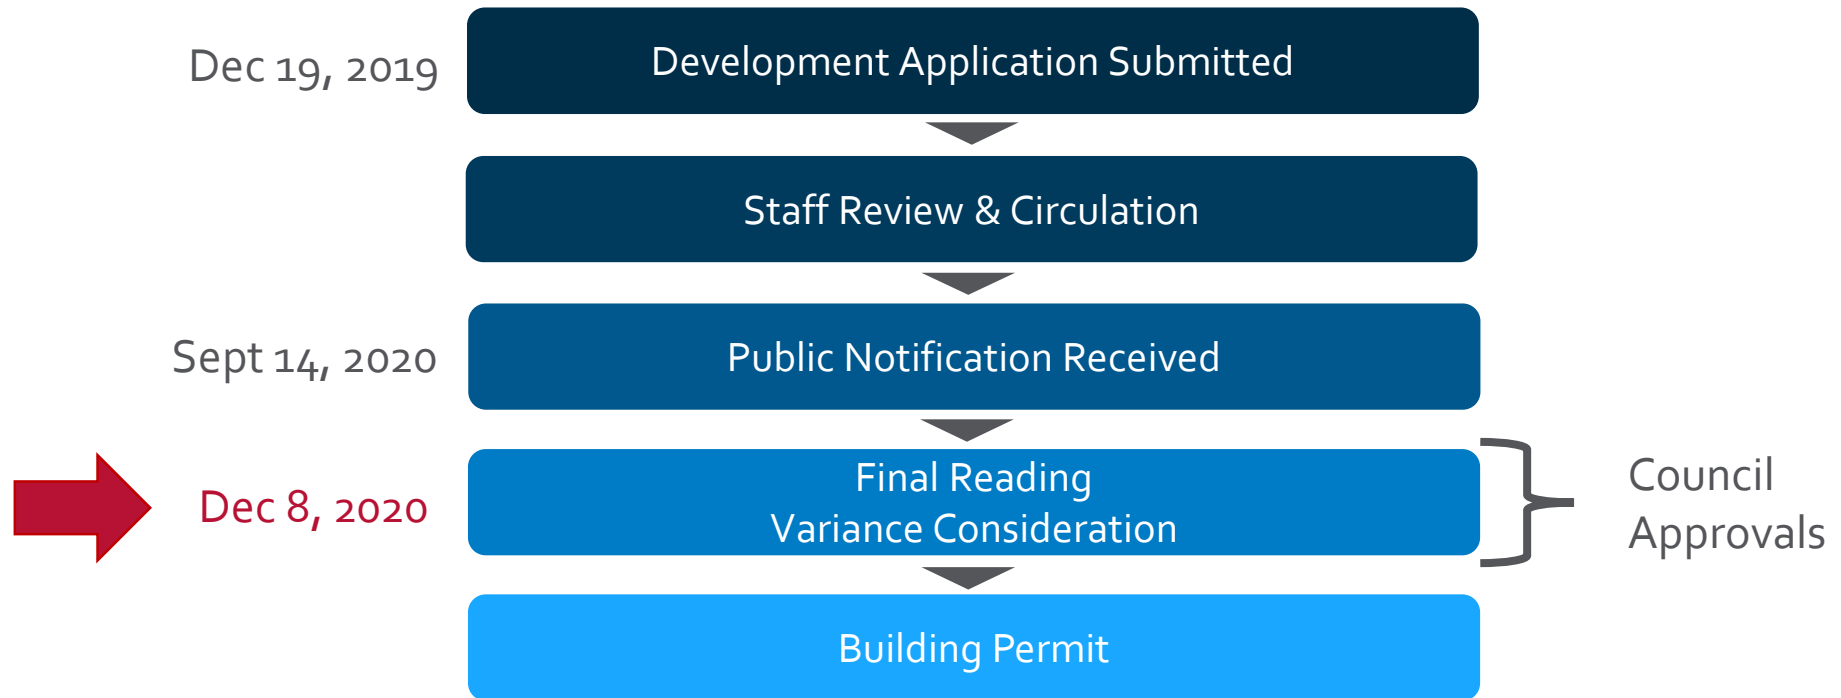 Dec 19, 2019
Development Application Submitted
Staff Review & Circulation
Sept 14, 2020
Public Notification Received
Dec 8, 2020
Final Reading
Variance Consideration
Council
Approvals
Building Permit